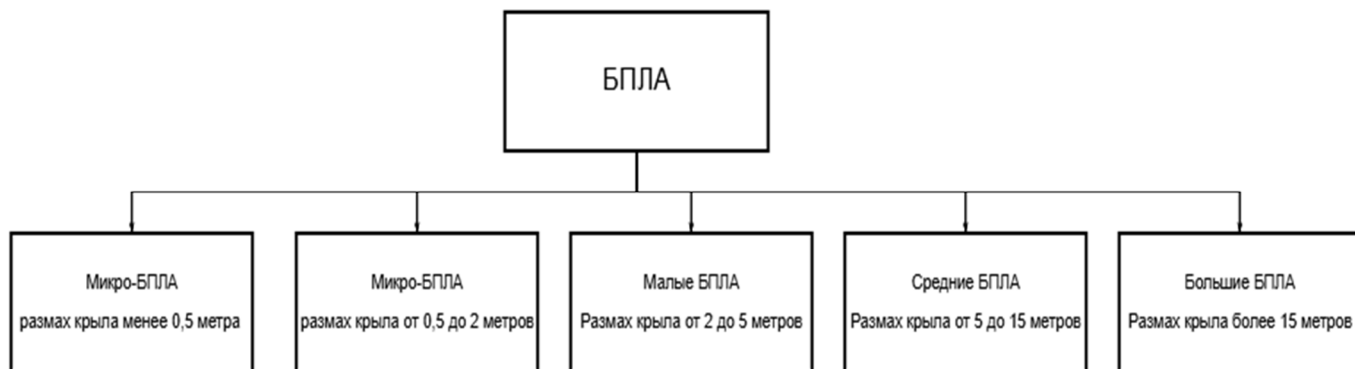 БПЛА
Микро-БПЛА
размах крыла менее 0,5 метра
Микро-БПЛА
размах крыла от 0,5 до 2 метров
Малые БПЛА
Размах крыла от 2 до 5 метров
Средние БПЛА
Размах крыла от 5 до 15 метров
Большие БПЛА
Размах крыла более 15 метров